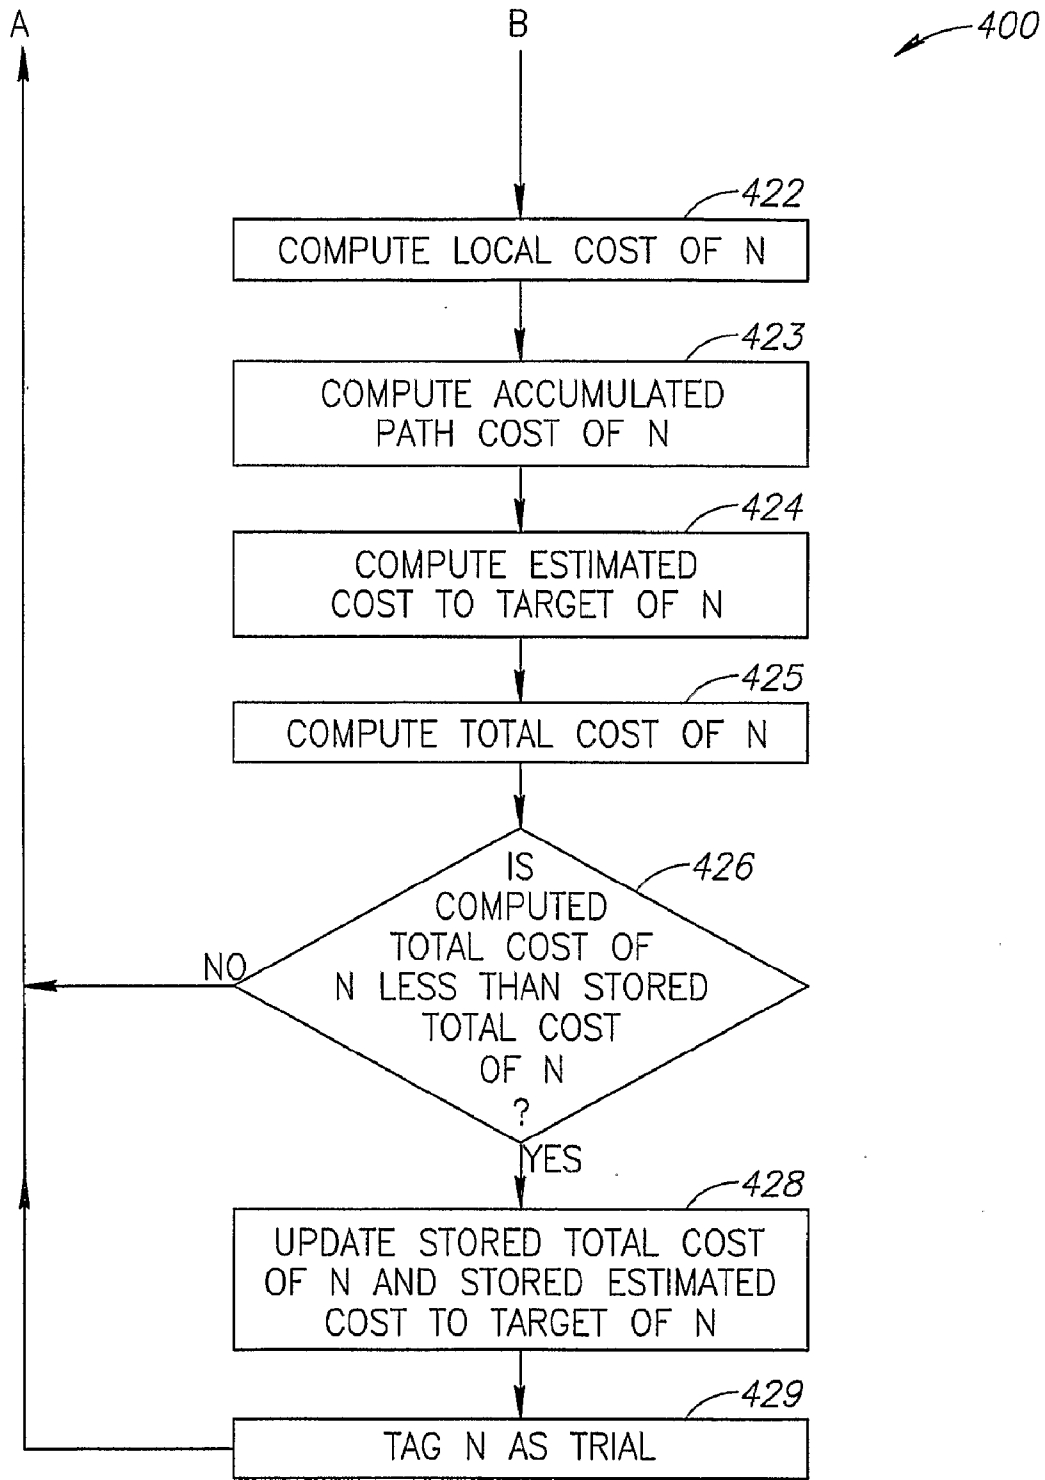 A
B
400
422
COMPUTE LOCAL COST OF N
423
COMPUTE ACCUMULATED
PATH COST OF N
424
COMPUTE ESTIMATED
COST TO TARGET OF N
425
COMPUTE TOTAL COST OF N
426
IS
COMPUTED
TOTAL COST OF
N LESS THAN STORED
TOTAL COST
OF N
?
NO
YES
428
UPDATE STORED TOTAL COST
OF N AND STORED ESTIMATED
COST TO TARGET OF N
429
TAG N AS TRIAL